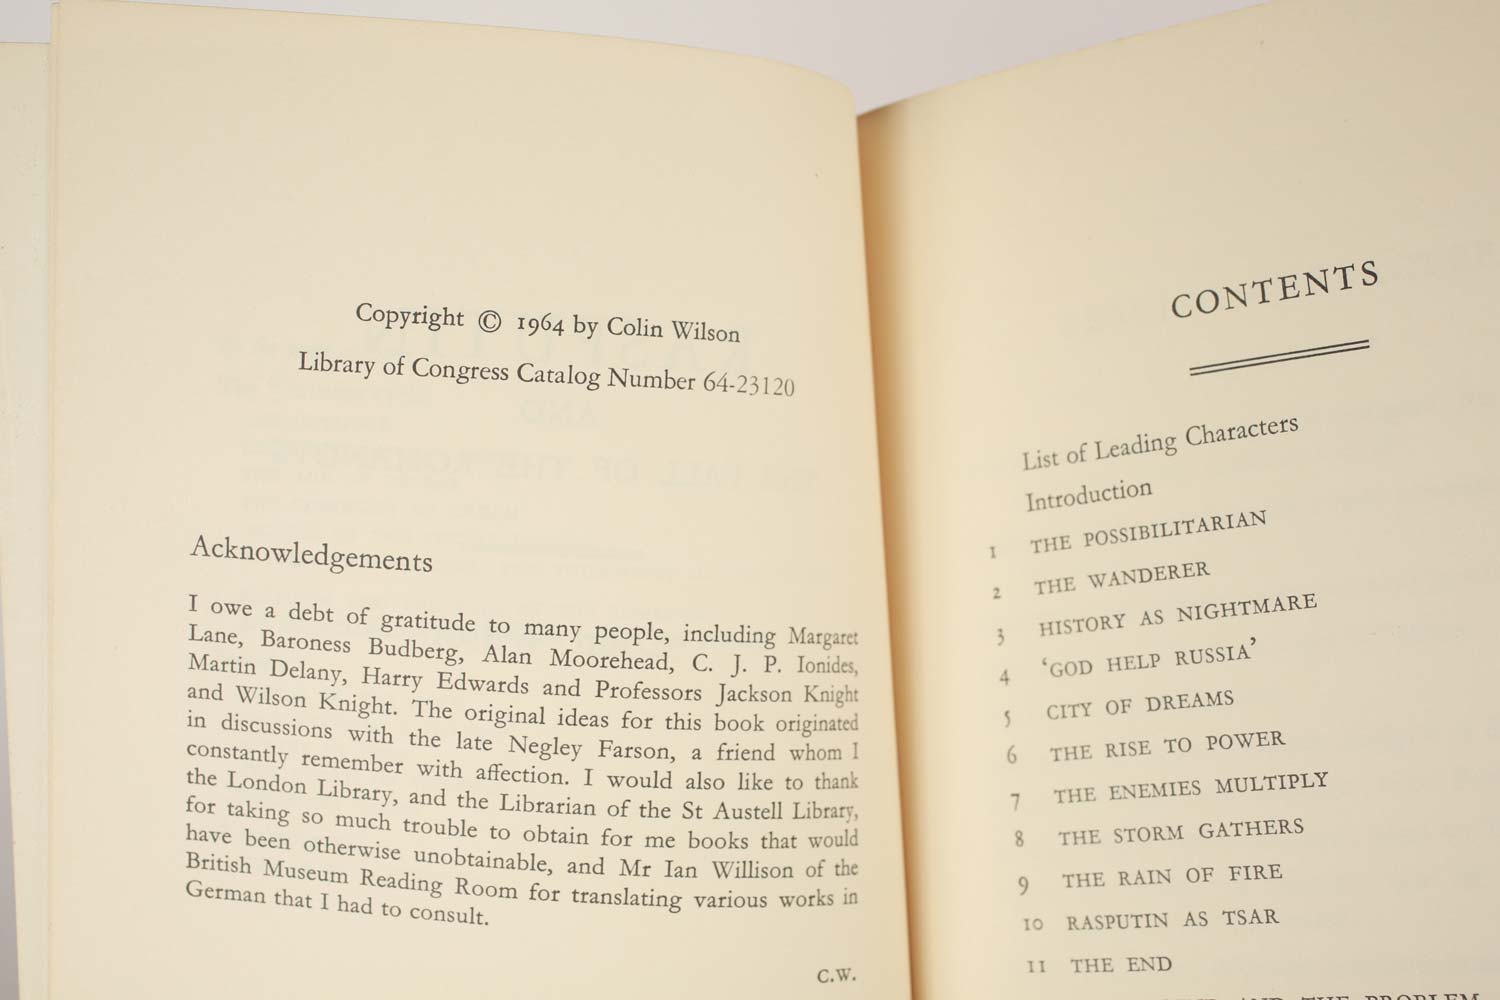 Copyright © 1964 by Colin Wilson
Library of Congress Catalog Number 64-23120
Acknowledgements
I owe a debt of gratitude to many people, including Margaret
Lane, Baroness Budberg, Alan Moorehead, C. J. P. Ionides,
Martin Delany, Harry Edwards and Professors Jackson Knight
and Wilson Knight. The original ideas for this book originated
in discussions with the late Negley Farson, a friend whom I
constantly remember with affection. I would also like to thank
the London Library, and the Librarian of the St Austell Library,
for taking so much trouble to obtain for me books that would
have been otherwise unobtainable, and Mr Ian Willison of the
British Museum Reading Room for translating various works in
German that I had to consult.
C.W.
CONTENTS
List of Leading Characters
Introduction
1 THE POSSIBILITARIAN
2 THE WANDERER
3 HISTORY AS NIGHTMARE
4 ‘GOD HELP RUSSIA’
5 CITY OF DREAMS
6 THE RISE TO POWER
7 THE ENEMIES MULTIPLY
8 THE STORM GATHERS
9 THE RAIN OF FIRE
10 RASPUTIN AS TSAR
11 THE END
AND THE PROBLEM